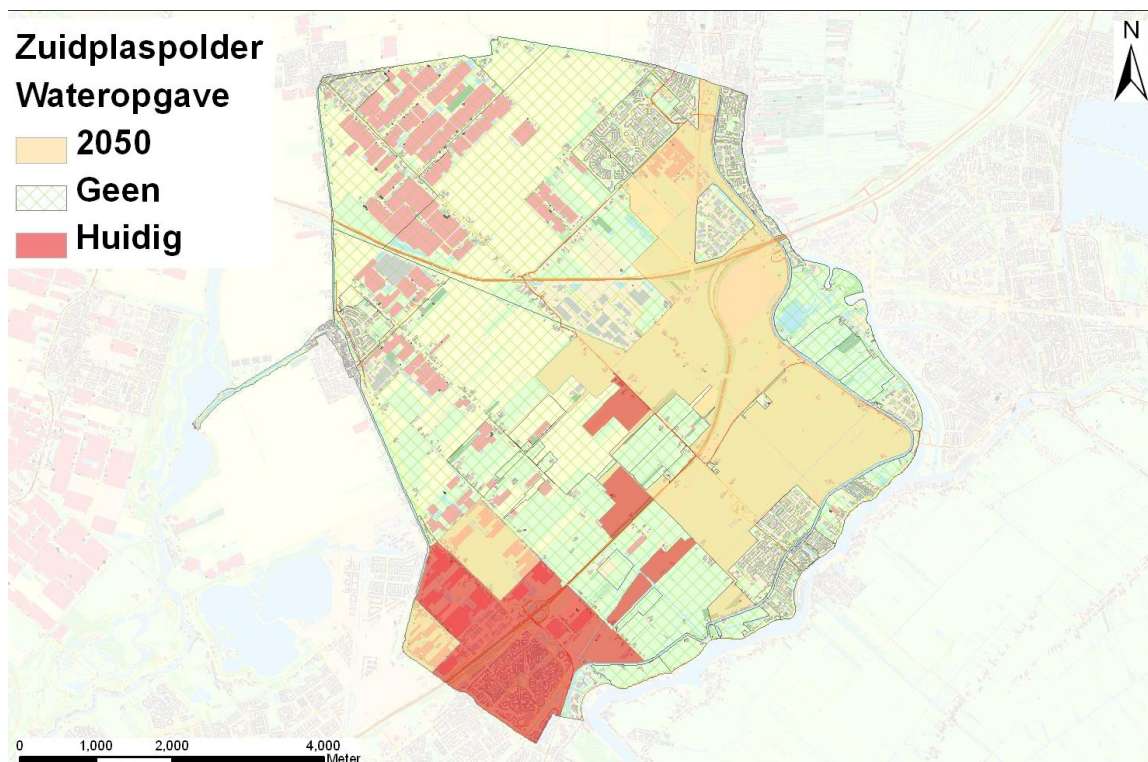 Zuidplaspolder
Wateropgave
2050
Geen
Huidig
N
0 1,000 2,000 4,000
Meter